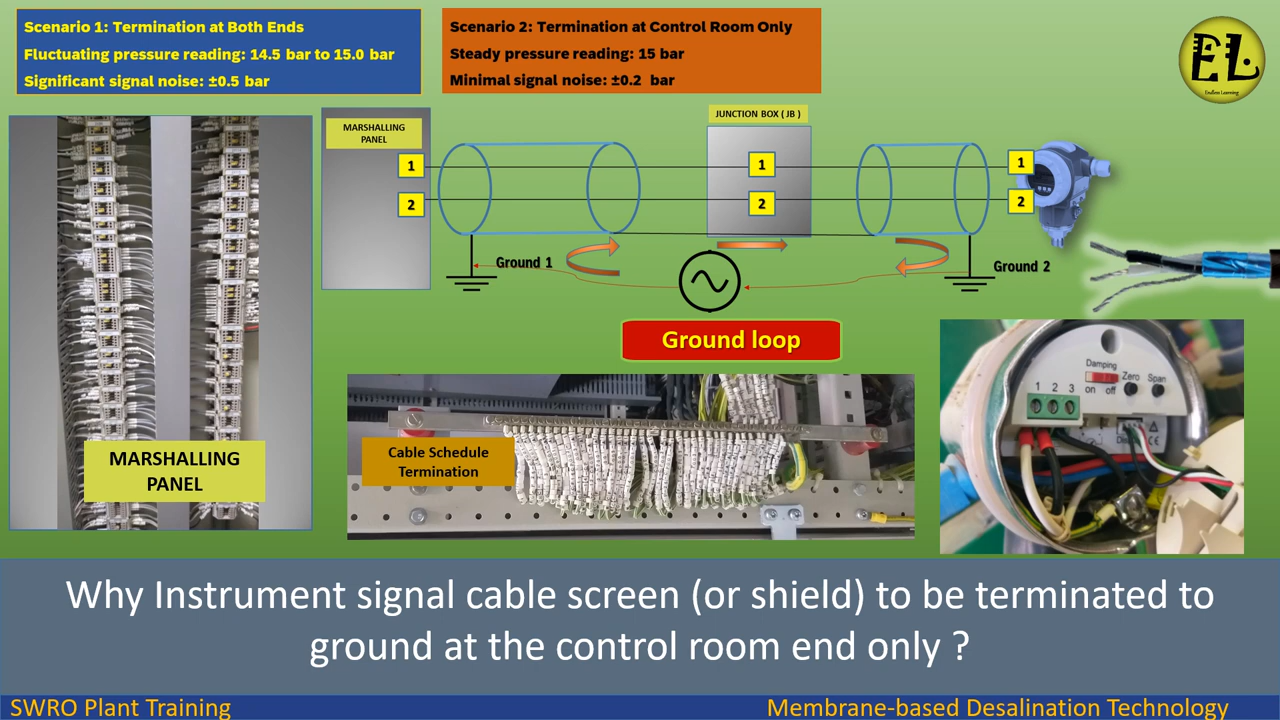 Scenario 1: Termination at Both Ends
Fluctuating pressure reading: 14.5 bar to 15.0 bar
Significant signal noise: ±0.5 bar
Scenario 2: Termination at Control Room Only
Steady pressure reading: 15 bar
Minimal signal noise: ±0.2 bar
EL
Endless Learning
MARSHALLING
PANEL
1
2
JUNCTION BOX ( JB )
1
2
1
2
Ground 1
Ground 2
Ground loop
MARSHALLING
PANEL
Cable Schedule
Termination
Damping
on off
Zero
Span
1 2 3
Why Instrument signal cable screen (or shield) to be terminated to
ground at the control room end only ?
SWRO Plant Training
Membrane-based Desalination Technology